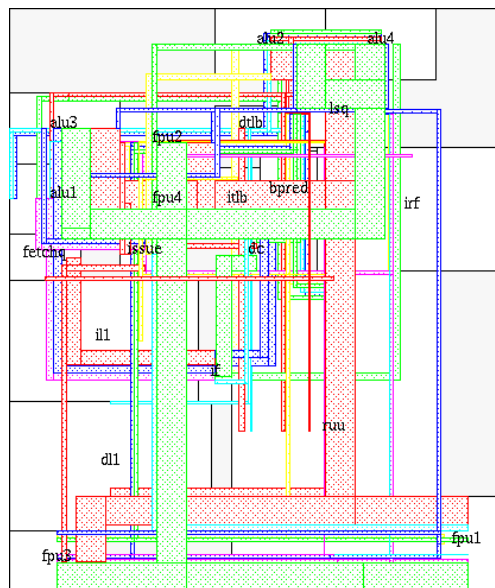 alu2 alu4
lsq
alu3 fpu2 dtlb
alu1 fpu4 itlb bpred irf
fetchq issue dc
il1
if
ruu
dl1
fpu1
fpu3